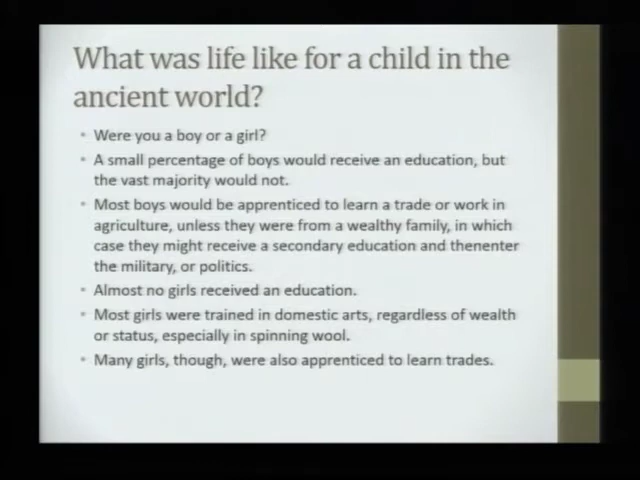 What was life like for a child in the
ancient world?
• Were you a boy or a girl?
• A small percentage of boys would receive an education, but
the vast majority would not.
• Most boys would be apprenticed to learn a trade or work in
agriculture, unless they were from a wealthy family, in which
case they might receive a secondary education and thenenter
the military, or politics.
• Almost no girls received an education.
• Most girls were trained in domestic arts, regardless of wealth
or status, especially in spinning wool.
• Many girls, though, were also apprenticed to learn trades.